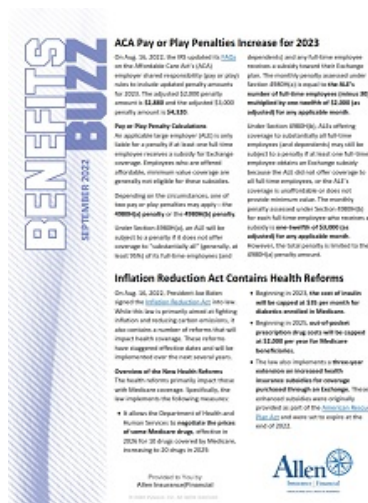 BENEFITS
BUZZ
SEPTEMBER 2022
ACA Pay or Play Penalties Increase for 2023
On Aug. 16, 2022, the IRS updated its FAQs
on the Affordable Care Act's (ACA)
employer shared responsibility (pay or play)
rules to include updated penalty amounts
for 2023. The adjusted $2,000 penalty
amount is $2,880 and the adjusted $3,000
penalty amount is $4,320.
Pay or Play Penalty Calculations
An applicable large employer (ALE) is only
liable for a penalty if at least one full-time
employee receives a subsidy for Exchange
coverage. Employees who are offered
affordable, minimum value coverage are
generally not eligible for these subsidies.
Depending on the circumstances, one of
two pay or play penalties may apply – the
4980H(a) penalty or the 4980H(b) penalty.
Under Section 4980H(a), an ALE will be
subject to a penalty if it does not offer
coverage to "substantially all" (generally, at
least 95%) of its full-time employees (and
dependents) and any full-time employee
receives a subsidy toward their Exchange
plan. The monthly penalty assessed under
Section 4980H(a) is equal to the ALE's
number of full-time employees (minus 30)
multiplied by one-twelfth of $2,000 (as
adjusted) for any applicable month.
Under Section 4980H(b), ALEs offering
coverage to substantially all full-time
employees (and dependents) may still be
subject to a penalty if at least one full-time
employee obtains an Exchange subsidy
because the ALE did not offer coverage to
all full-time employees, or the ALE's
coverage is unaffordable or does not
provide minimum value. The monthly
penalty assessed under Section 4980H(b)
for each full-time employee who receives a
subsidy is one-twelfth of $3,000 (as
adjusted) for any applicable month.
However, the total penalty is limited to the
4980H(a) penalty amount.
Inflation Reduction Act Contains Health Reforms
On Aug. 16, 2022, President Joe Biden
signed the Inflation Reduction Act into law.
While this law is primarily aimed at fighting
inflation and reducing carbon emissions, it
also contains a number of reforms that will
impact health coverage. These reforms
have staggered effective dates and will be
implemented over the next several years.
Overview of the New Health Reforms
The health reforms primarily impact those
with Medicare coverage. Specifically, the
law implements the following measures:
• It allows the Department of Health and
Human Services to negotiate the prices
of some Medicare drugs, effective in
2026 for 10 drugs covered by Medicare,
increasing to 20 drugs in 2029.
• Beginning in 2023, the cost of insulin
will be capped at $35 per month for
diabetics enrolled in Medicare.
• Beginning in 2025, out-of-pocket
prescription drug costs will be capped
at $2,000 per year for Medicare
beneficiaries.
• The law also implements a three-year
extension on increased health
insurance subsidies for coverage
purchased through an Exchange. These
enhanced subsidies were originally
provided as part of the American Rescue
Plan Act and were set to expire at the
end of 2022.
Provided to You by
Allen Insurance|Financial
Allen
Insurance | Financial